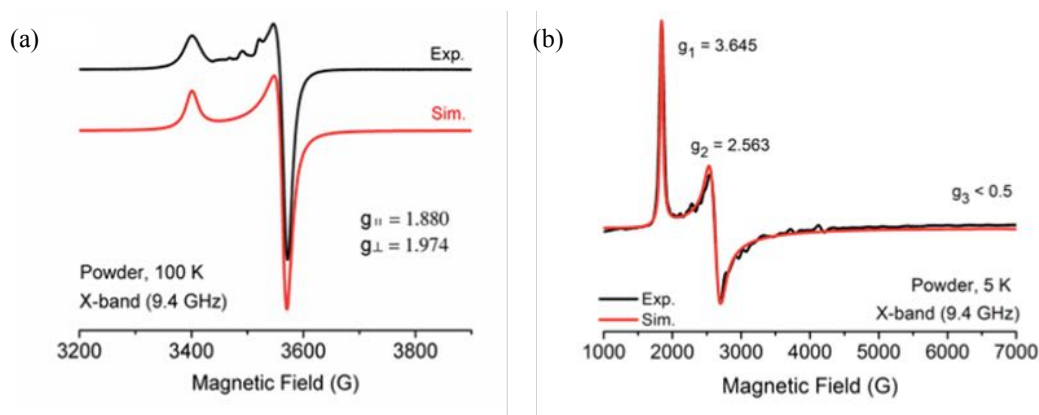 (a)
Exp.
Sim.
g∥ = 1.880
g⊥ = 1.974
Powder, 100 K
X-band (9.4 GHz)
3200 3400 3600 3800
Magnetic Field (G)
(b)
g₁ = 3.645
g₂ = 2.563
g₃ < 0.5
Exp.
Sim.
Powder, 5 K
X-band (9.4 GHz)
1000 2000 3000 4000 5000 6000 7000
Magnetic Field (G)